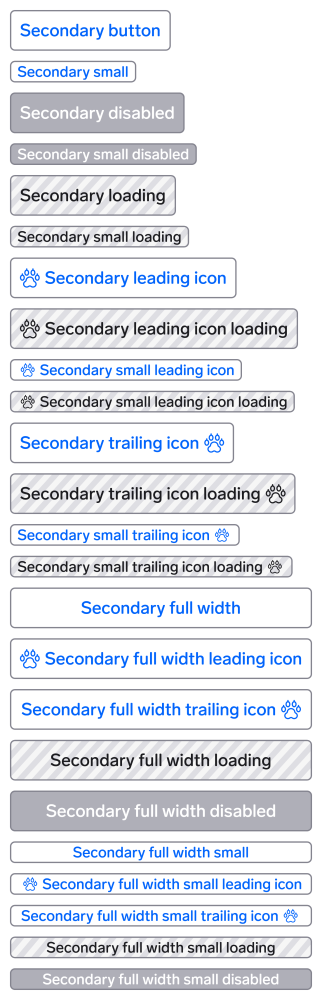 Secondary button
Secondary small
Secondary disabled
Secondary small disabled
Secondary loading
Secondary small loading
Secondary leading icon
Secondary leading icon loading
Secondary small leading icon
Secondary small leading icon loading
Secondary trailing icon
Secondary trailing icon loading
Secondary small trailing icon
Secondary small trailing icon loading
Secondary full width
Secondary full width leading icon
Secondary full width trailing icon
Secondary full width loading
Secondary full width disabled
Secondary full width small
Secondary full width small leading icon
Secondary full width small trailing icon
Secondary full width small loading
Secondary full width small disabled